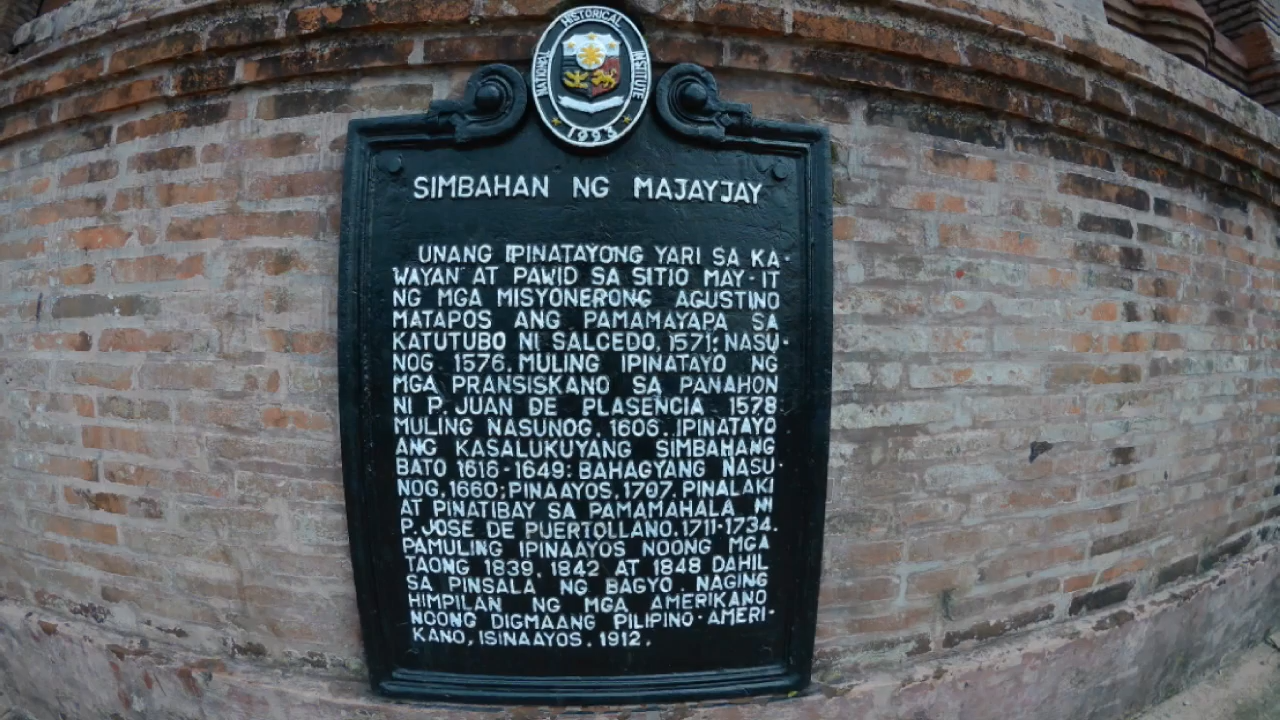 NATIONAL HISTORICAL INSTITUTE
1993
SIMBAHAN NG MAJAYJAY
UNANG IPINATAYONG YARI SA KA-
WAYAN AT PAWID SA SITIO MAY-IT
NG MGA MISYONERONG AGUSTINO
MATAPOS ANG PAMAMAYAPA SA
KATUTUBO NI SALCEDO, 1571; NASU-
NOG 1576. MULING IPINATAYO NG
MGA PRANSISKANO SA PANAHON
NI P. JUAN DE PLASENCIA 1578
MULING NASUNOG, 1606. IPINATAYO
ANG KASALUKUYANG SIMBAHANG
BATO 1616-1649; BAHAGYANG NASU-
NOG, 1660; PINAAYOS, 1707. PINALAKI
AT PINATIBAY SA PAMAMAHALA NI
P. JOSE DE PUERTOLLANO, 1711-1734.
PAMULING IPINAAYOS NOONG MGA
TAONG 1839, 1842 AT 1848 DAHIL
SA PINSALA NG BAGYO. NAGING
HIMPILAN NG MGA AMERIKANO
NOONG DIGMAANG PILIPINO-AMERI-
KANO, ISINAAYOS, 1912.